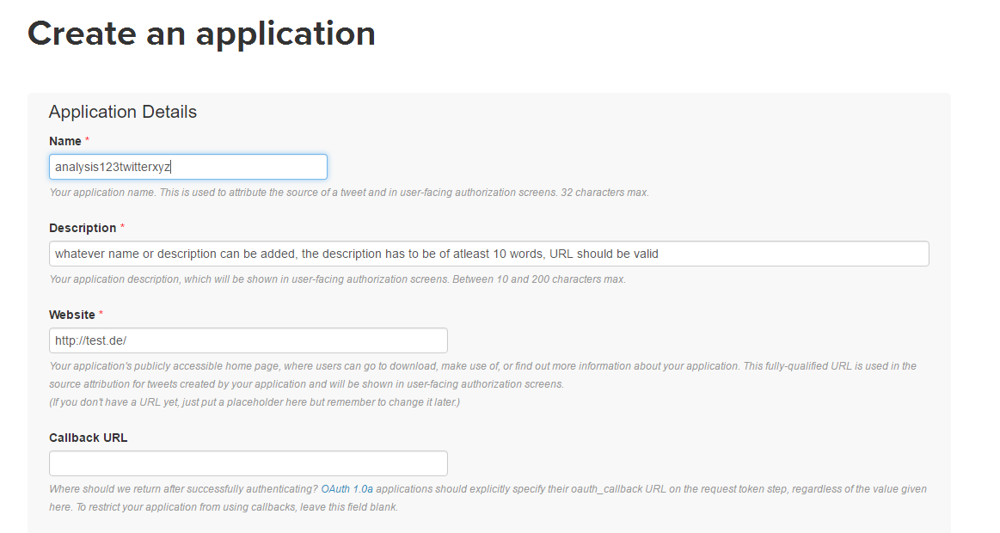 Create an application
Application Details
Name *
analysis123twitterxyz
Your application name. This is used to attribute the source of a tweet and in user-facing authorization screens. 32 characters max.
Description *
whatever name or description can be added, the description has to be of atleast 10 words, URL should be valid
Your application description, which will be shown in user-facing authorization screens. Between 10 and 200 characters max.
Website *
http://test.de/
Your application's publicly accessible home page, where users can go to download, make use of, or find out more information about your application. This fully-qualified URL is used in the
source attribution for tweets created by your application and will be shown in user-facing authorization screens.
(If you don't have a URL yet, just put a placeholder here but remember to change it later.)
Callback URL
Where should we return after successfully authenticating? OAuth 1.0a applications should explicitly specify their oauth_callback URL on the request token step, regardless of the value given
here. To restrict your application from using callbacks, leave this field blank.